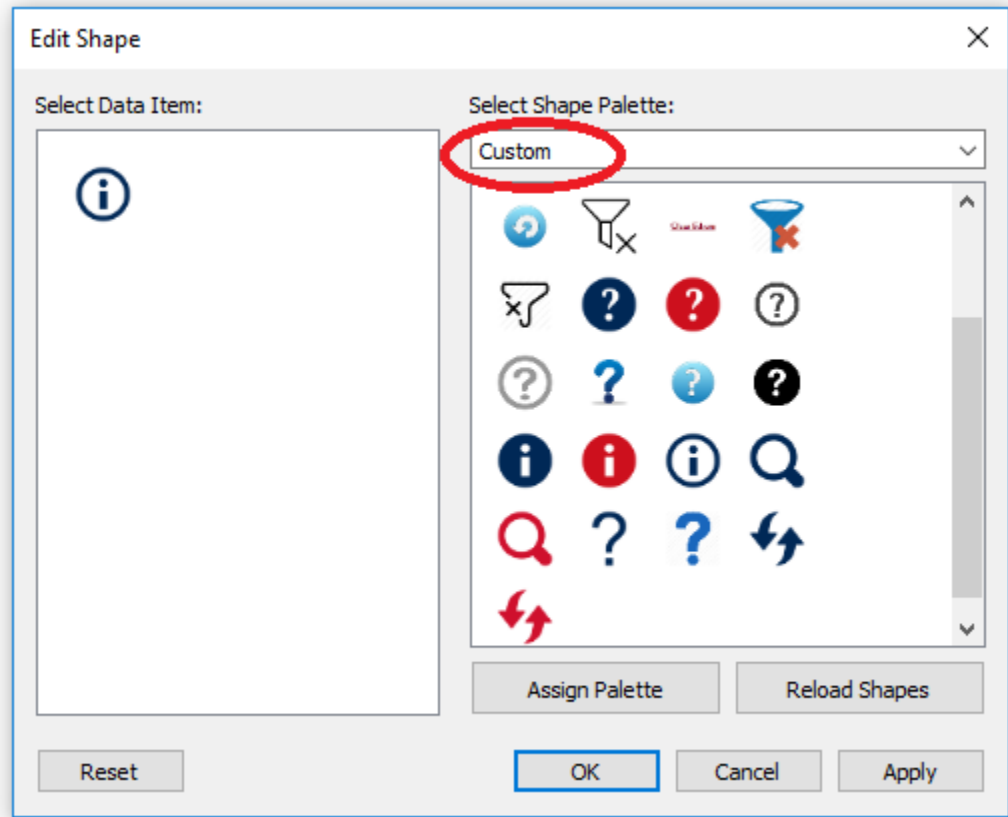 Edit Shape
Select Data Item:
Select Shape Palette:
Custom
Assign Palette
Reload Shapes
Reset
OK
Cancel
Apply